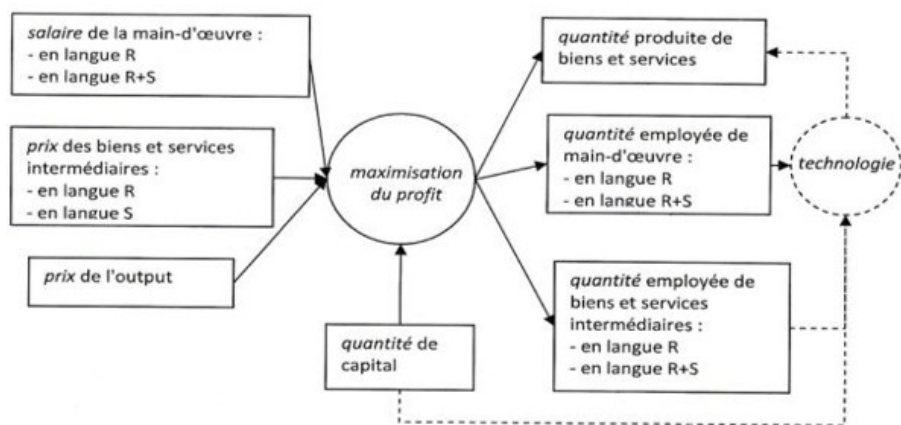 salaire de la main-d'œuvre :
- en langue R
- en langue R+S
prix des biens et services
intermédiaires :
- en langue R
- en langue S
prix de l'output
maximisation
du profit
quantité de
capital
quantité produite de
biens et services
quantité employée de
main-d'œuvre :
- en langue R
- en langue R+S
quantité employée de
biens et services
intermédiaires :
- en langue R
- en langue R+S
technologie